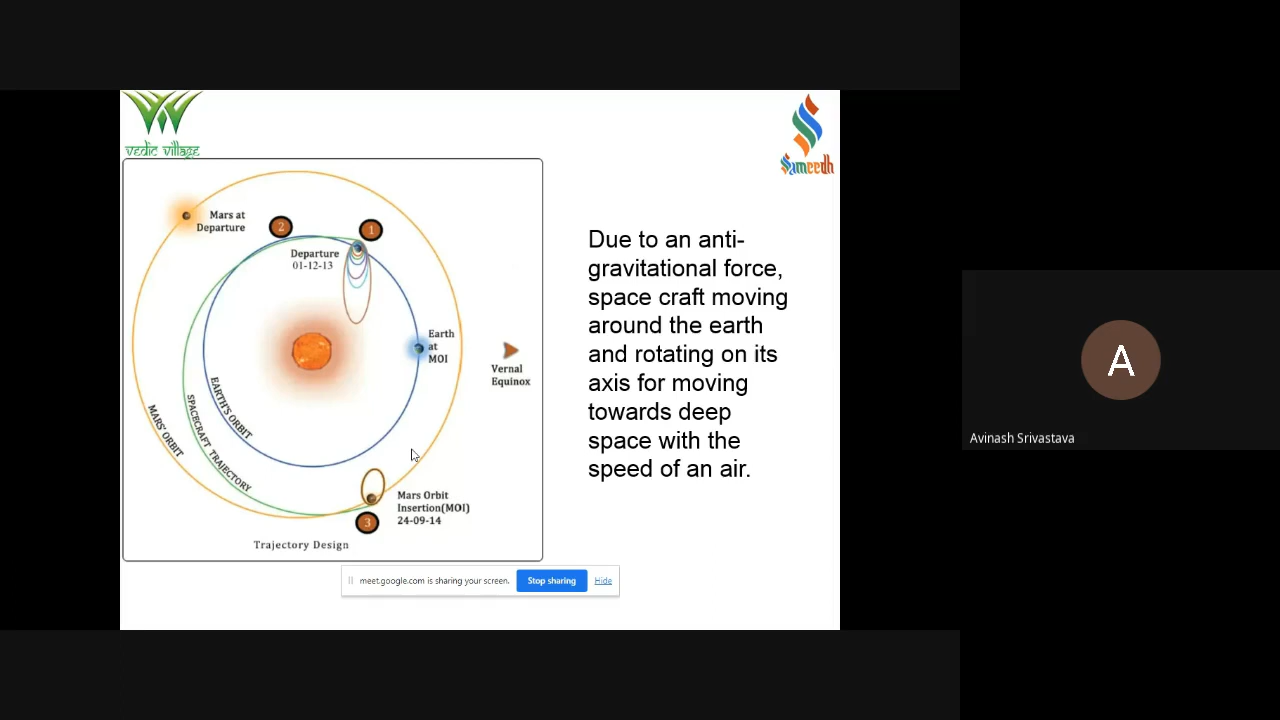 vedic village
Sameedh
Mars at
Departure
2
1
Departure
01-12-13
Earth
at
MOI
Vernal
Equinox
EARTH'S ORBIT
SPACECRAFT TRAJECTORY
MARS' ORBIT
Mars Orbit
Insertion(MOI)
24-09-14
3
Trajectory Design
Due to an anti-
gravitational force,
space craft moving
around the earth
and rotating on its
axis for moving
towards deep
space with the
speed of an air.
meet.google.com is sharing your screen.
Stop sharing
Hide
A
Avinash Srivastava